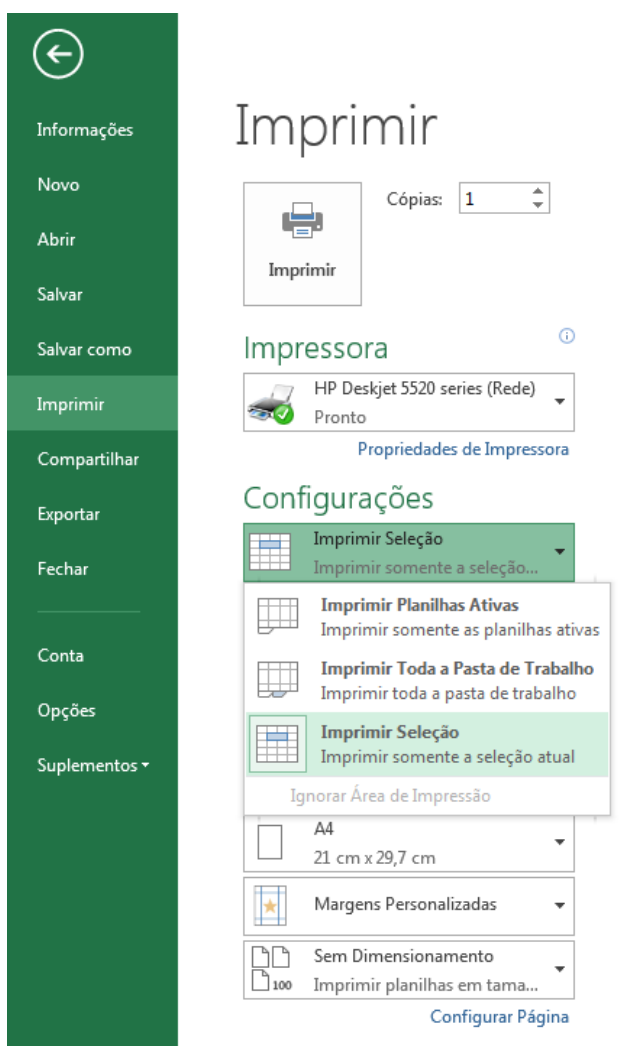 Informações
Novo
Abrir
Salvar
Salvar como
Imprimir
Compartilhar
Exportar
Fechar
Conta
Opções
Suplementos
Imprimir
Imprimir
Cópias: 1
Impressora
HP Deskjet 5520 series (Rede)
Pronto
Propriedades de Impressora
Configurações
Imprimir Seleção
Imprimir somente a seleção...
Imprimir Planilhas Ativas
Imprimir somente as planilhas ativas
Imprimir Toda a Pasta de Trabalho
Imprimir toda a pasta de trabalho
Imprimir Seleção
Imprimir somente a seleção atual
Ignorar Área de Impressão
A4
21 cm x 29,7 cm
Margens Personalizadas
Sem Dimensionamento
100 Imprimir planilhas em tama...
Configurar Página